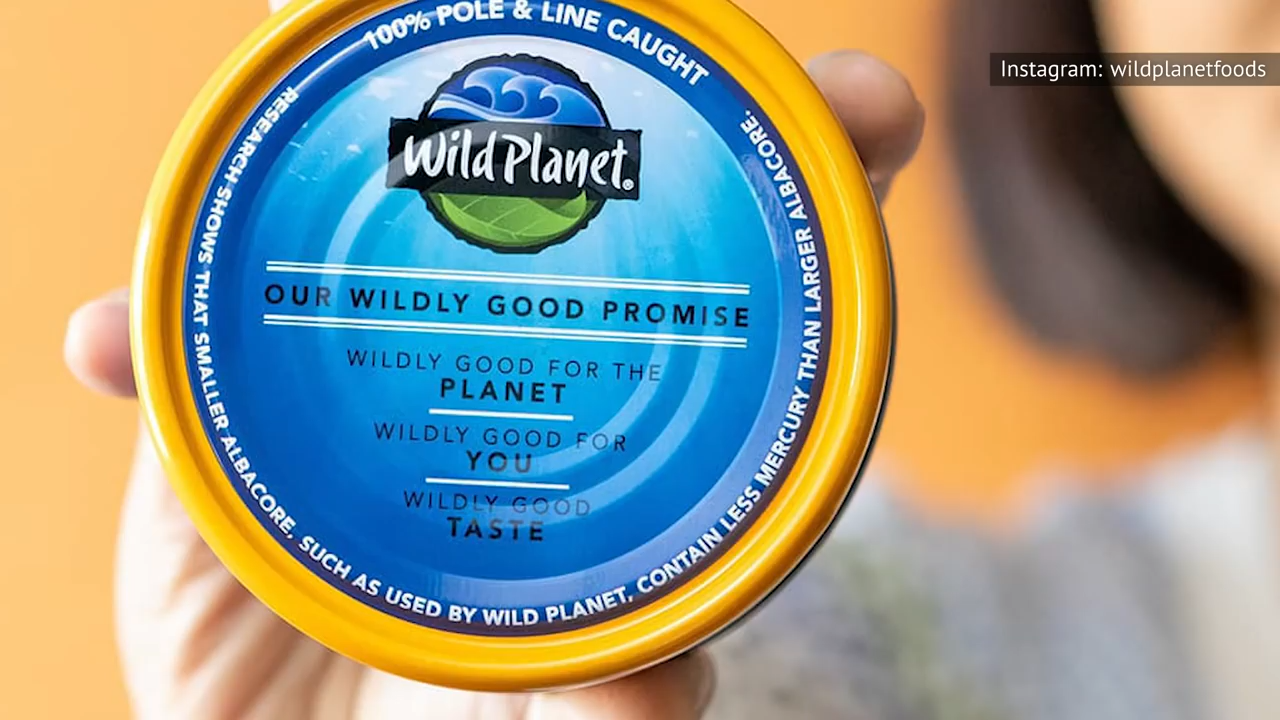 Instagram: wildplanetfoods
100% POLE & LINE CAUGHT
Wild Planet®
OUR WILDLY GOOD PROMISE
WILDLY GOOD FOR THE
PLANET
WILDLY GOOD FOR
YOU
WILDLY GOOD
TASTE
RESEARCH SHOWS THAT SMALLER ALBACORE, SUCH AS USED BY WILD PLANET, CONTAIN LESS MERCURY THAN LARGER ALBACORE.